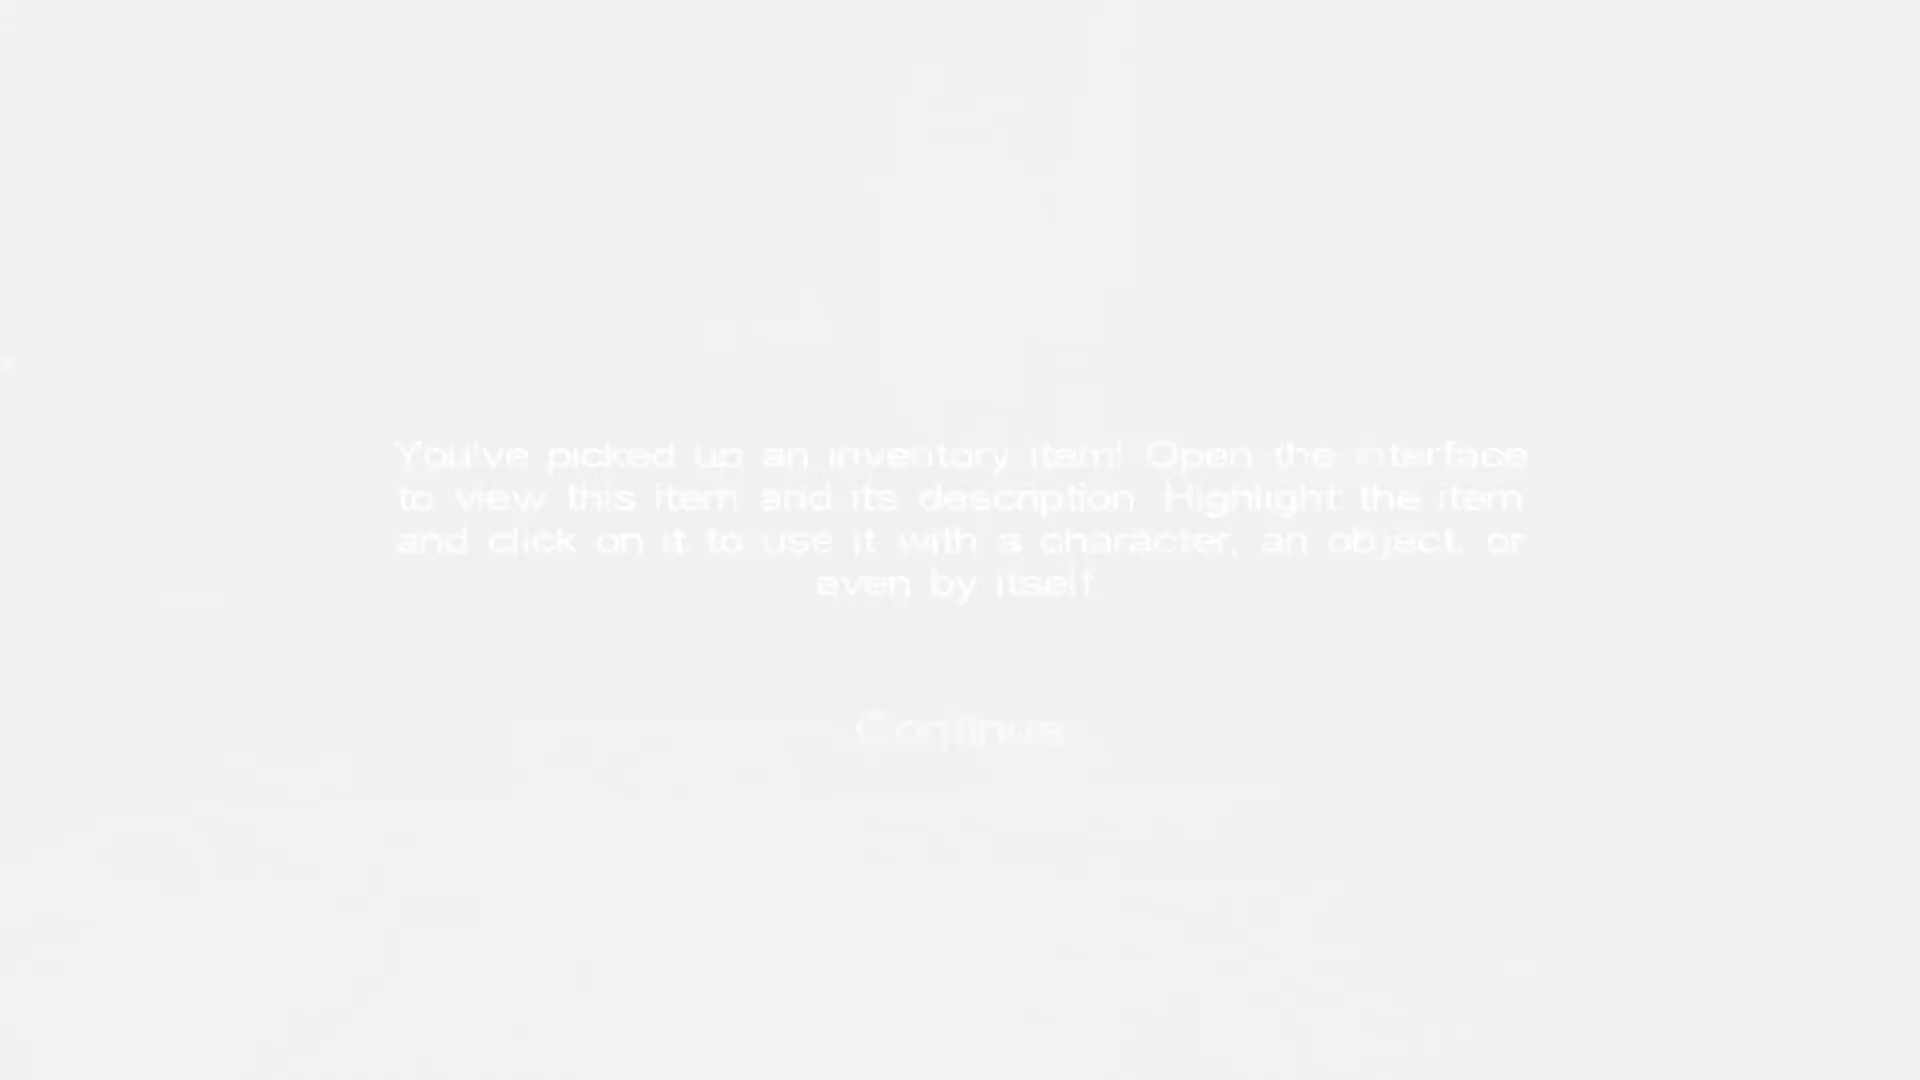 You've picked up an inventory item! Open the interface
to view this item and its description. Highlight the item
and click on it to use it with a character, an object, or
even by itself.
Continue